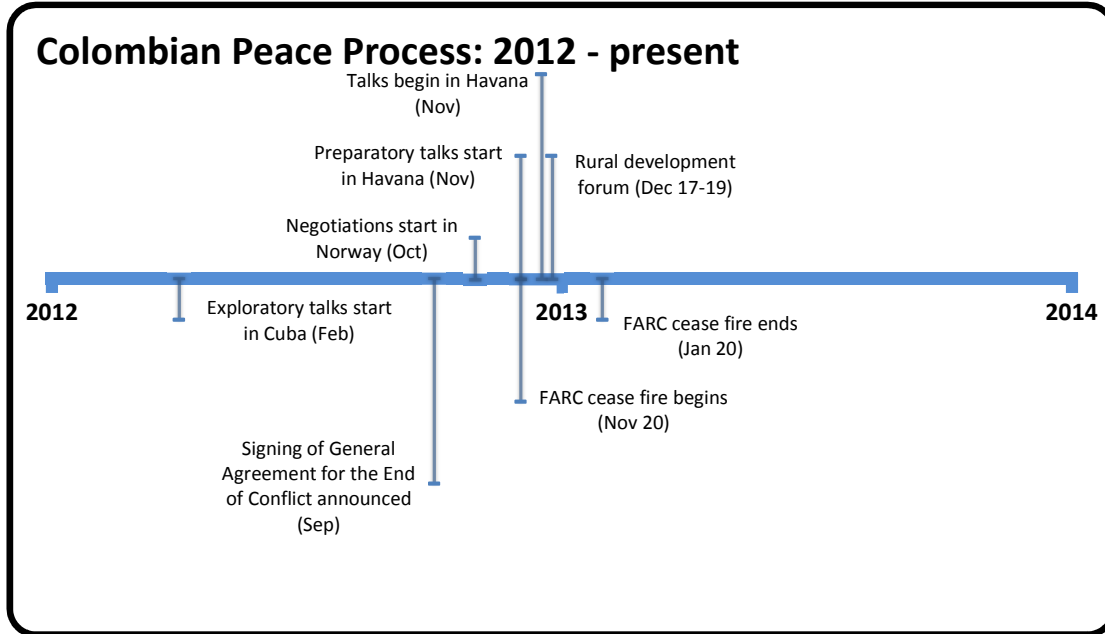 Colombian Peace Process: 2012 - present
Talks begin in Havana
(Nov)
Preparatory talks start
in Havana (Nov)
Rural development
forum (Dec 17-19)
Negotiations start in
Norway (Oct)
2012
2013
2014
Exploratory talks start
in Cuba (Feb)
FARC cease fire ends
(Jan 20)
FARC cease fire begins
(Nov 20)
Signing of General
Agreement for the End
of Conflict announced
(Sep)